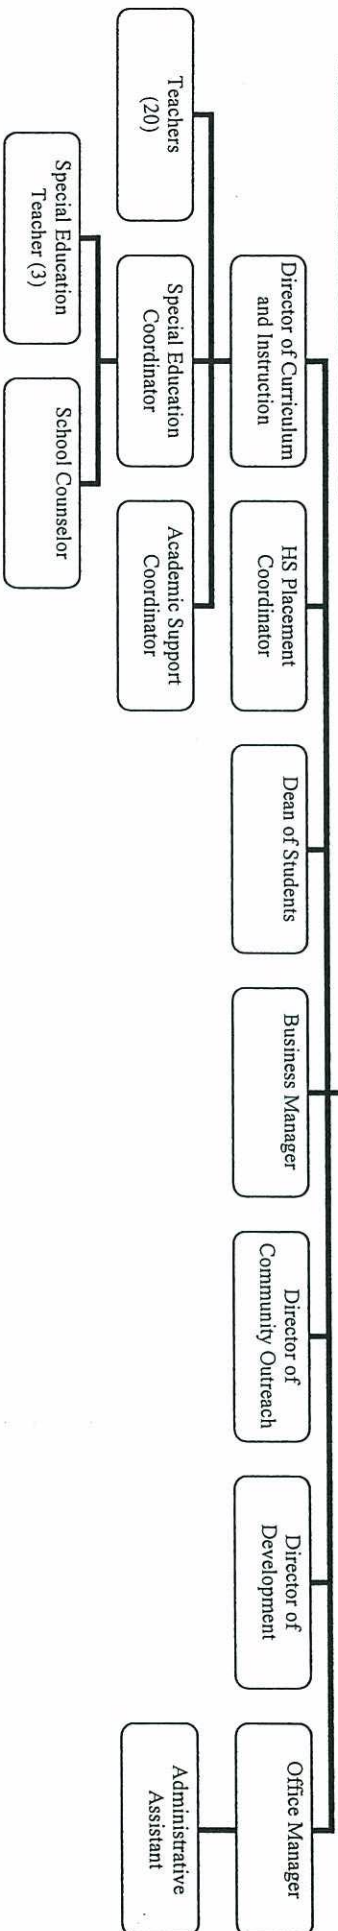 Director of Curriculum
and Instruction
HS Placement
Coordinator
Dean of Students
Business Manager
Director of
Community Outreach
Director of
Development
Office Manager
Teachers
(20)
Special Education
Coordinator
Academic Support
Coordinator
Administrative
Assistant
Special Education
Teacher (3)
School Counselor